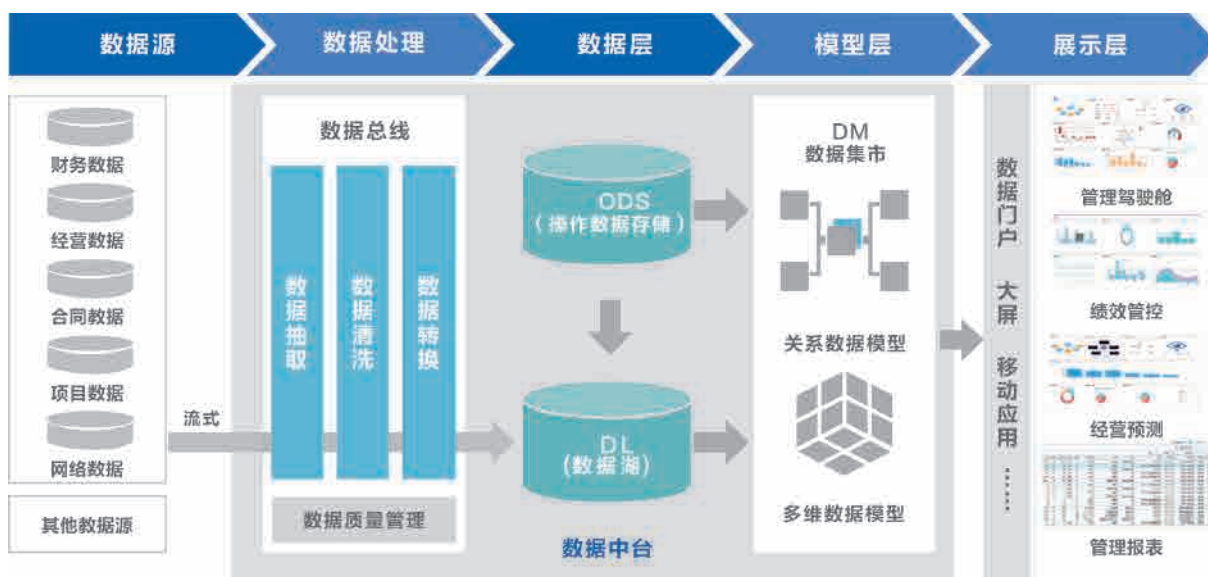 数据源
数据处理
数据层
模型层
展示层
财务数据
经营数据
合同数据
项目数据
网络数据
其他数据源
流式
数据总线
数据抽取
数据清洗
数据转换
数据质量管理
ODS
（操作数据存储）
DL
(数据湖)
数据中台
DM
数据集市
关系数据模型
多维数据模型
数据门户
大屏
移动应用
……
管理驾驶舱
绩效管控
经营预测
管理报表